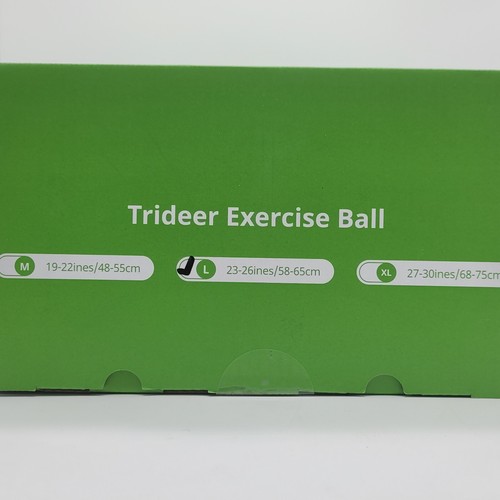 Trideer Exercise Ball
M 19-22ines/48-55cm L 23-26ines/58-65cm XL 27-30ines/68-75cm